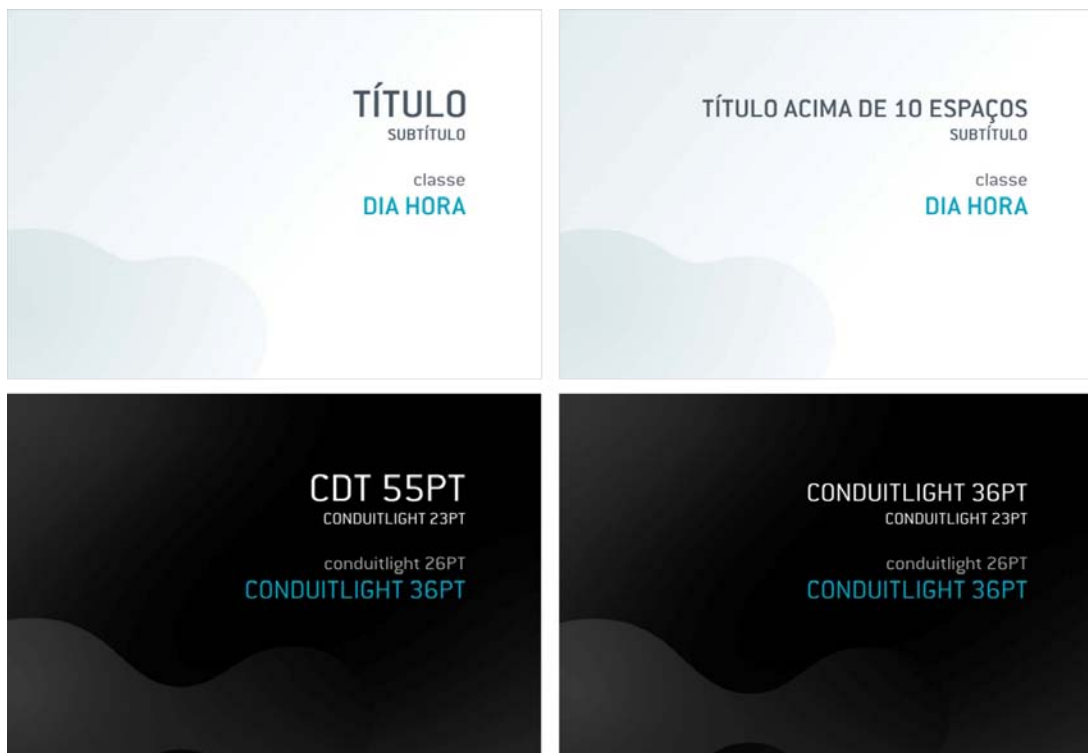 TÍTULO
SUBTÍTULO
classe
DIA HORA
TÍTULO ACIMA DE 10 ESPAÇOS
SUBTÍTULO
classe
DIA HORA
CDT 55PT
CONDUITLIGHT 23PT
conduitlight 26PT
CONDUITLIGHT 36PT
CONDUITLIGHT 36PT
CONDUITLIGHT 23PT
conduitlight 26PT
CONDUITLIGHT 36PT